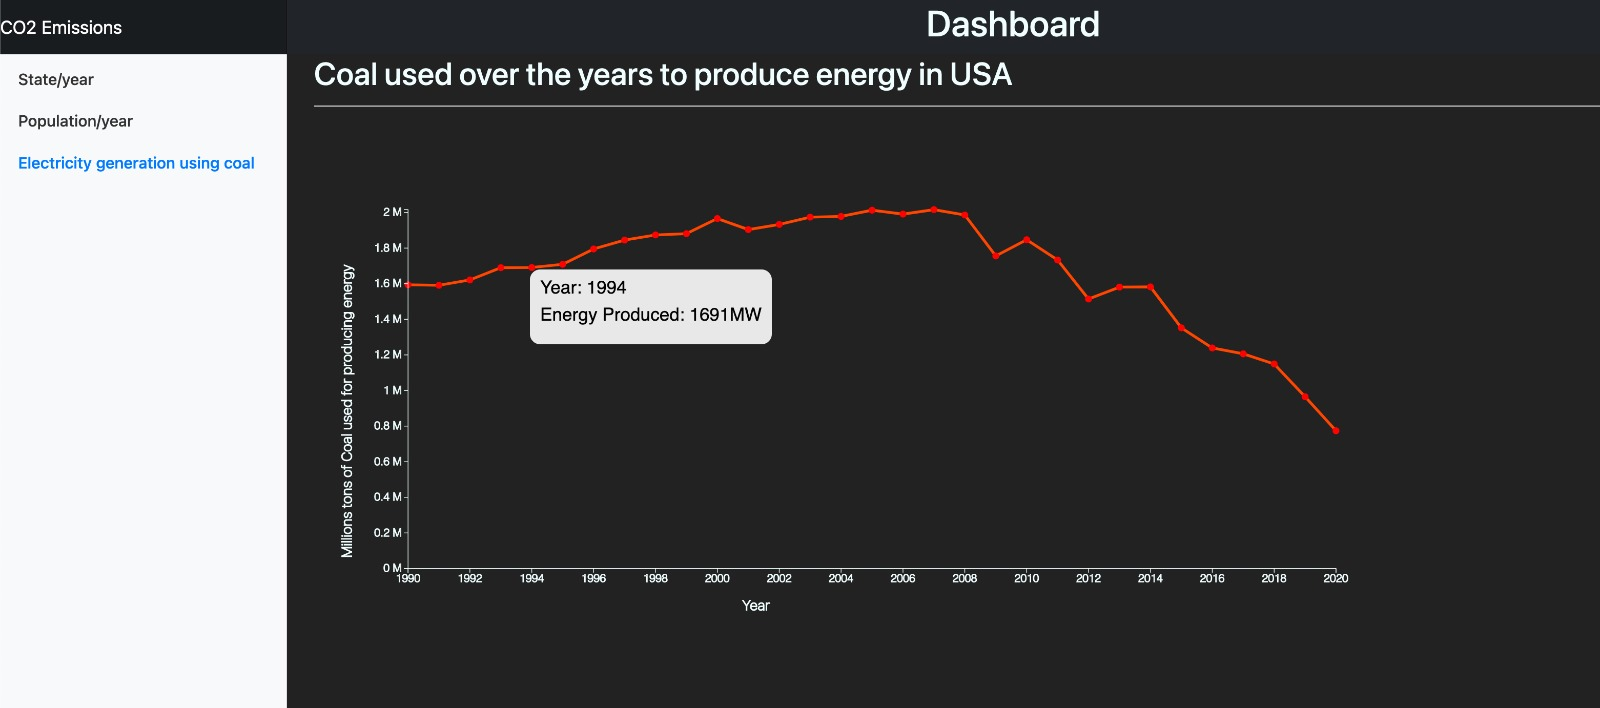 CO2 Emissions
Dashboard
State/year
Population/year
Electricity generation using coal
Coal used over the years to produce energy in USA
Millions tons of Coal used for producing energy
2 M
1.8 M
1.6 M
1.4 M
1.2 M
1 M
0.8 M
0.6 M
0.4 M
0.2 M
0 M
Year: 1994
Energy Produced: 1691MW
1990 1992 1994 1996 1998 2000 2002 2004 2006 2008 2010 2012 2014 2016 2018 2020
Year